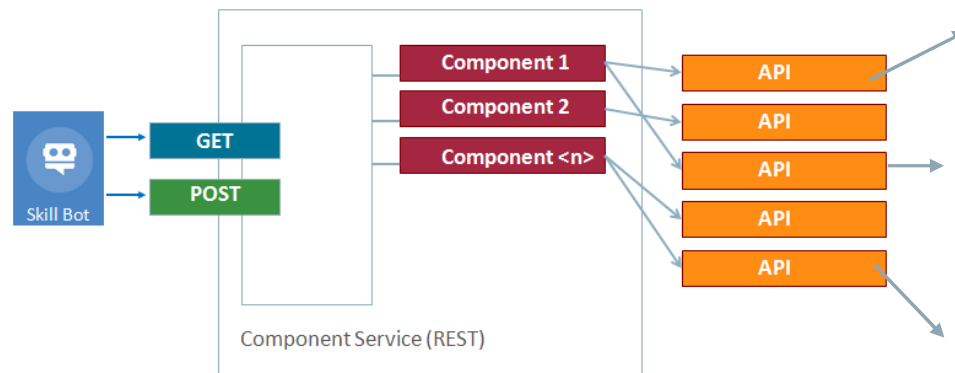 Component 1
API
Component 2
API
GET
Component <n>
API
POST
Skill Bot
API
API
Component Service (REST)